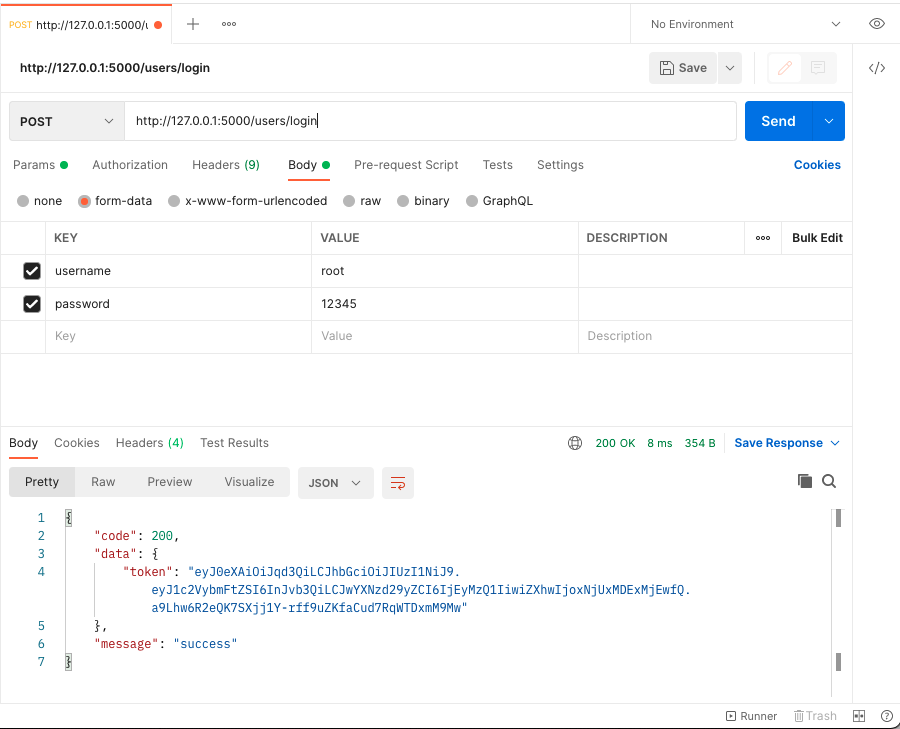 POST http://127.0.0.1:5000/u
No Environment
http://127.0.0.1:5000/users/login
Save
POST
http://127.0.0.1:5000/users/login
Send
Params Authorization Headers (9) Body Pre-request Script Tests Settings Cookies
none form-data x-www-form-urlencoded raw binary GraphQL
KEY VALUE DESCRIPTION Bulk Edit
username root
password 12345
Key Value Description
Body Cookies Headers (4) Test Results 200 OK 8 ms 354 B Save Response
Pretty Raw Preview Visualize JSON
1 {
2 "code": 200,
3 "data": {
4 "token": "eyJ0eXAiOiJqd3QiLCJhbGciOiJIUzI1NiJ9.
eyJ1c2VybmFtZSI6InJvb3QiLCJwYXNzd29yZCI6IjEyMzQ1IiwiZXhwIjoxNjUxMDExMjEwfQ.
a9Lhw6R2eQK7SXjj1Y-rff9uZKfaCud7RqWTDxmM9Mw"
5 },
6 "message": "success"
7 }
Runner Trash